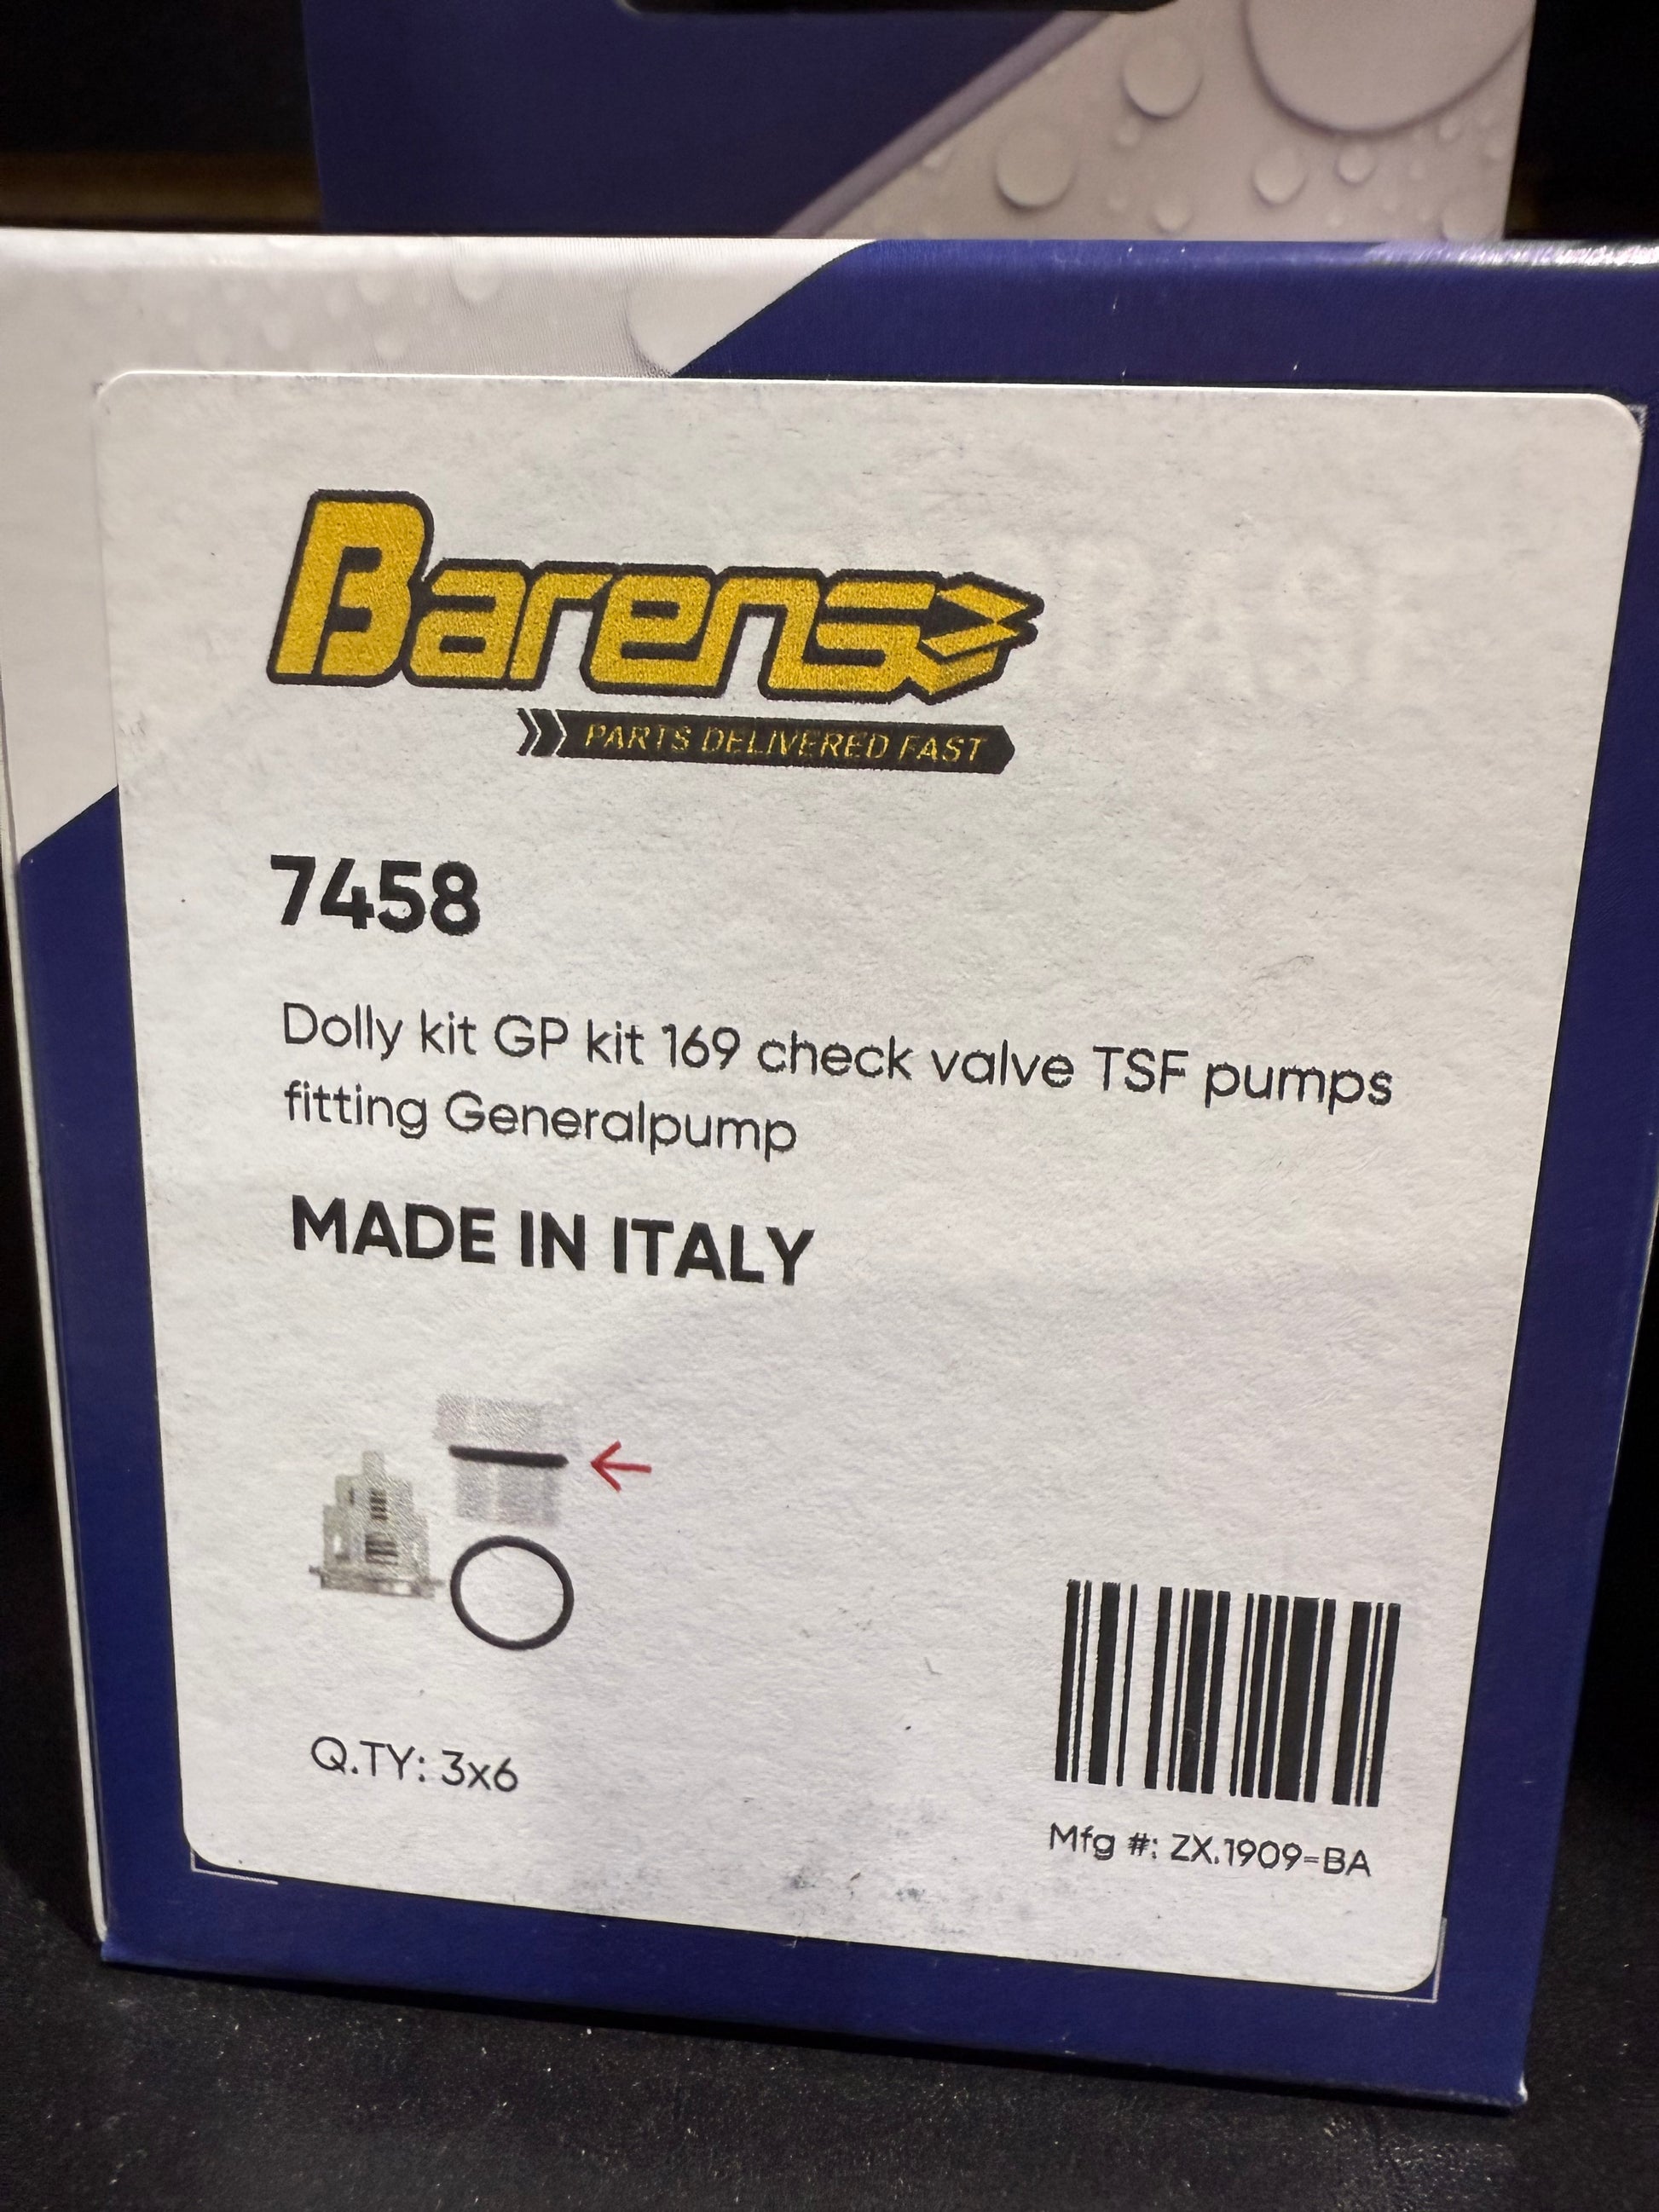 Barens
PARTS DELIVERED FAST
7458
Dolly kit GP kit 169 check valve TSF pumps
fitting Generalpump
MADE IN ITALY
Q.TY: 3x6
Mfg #: ZX.1909-BA